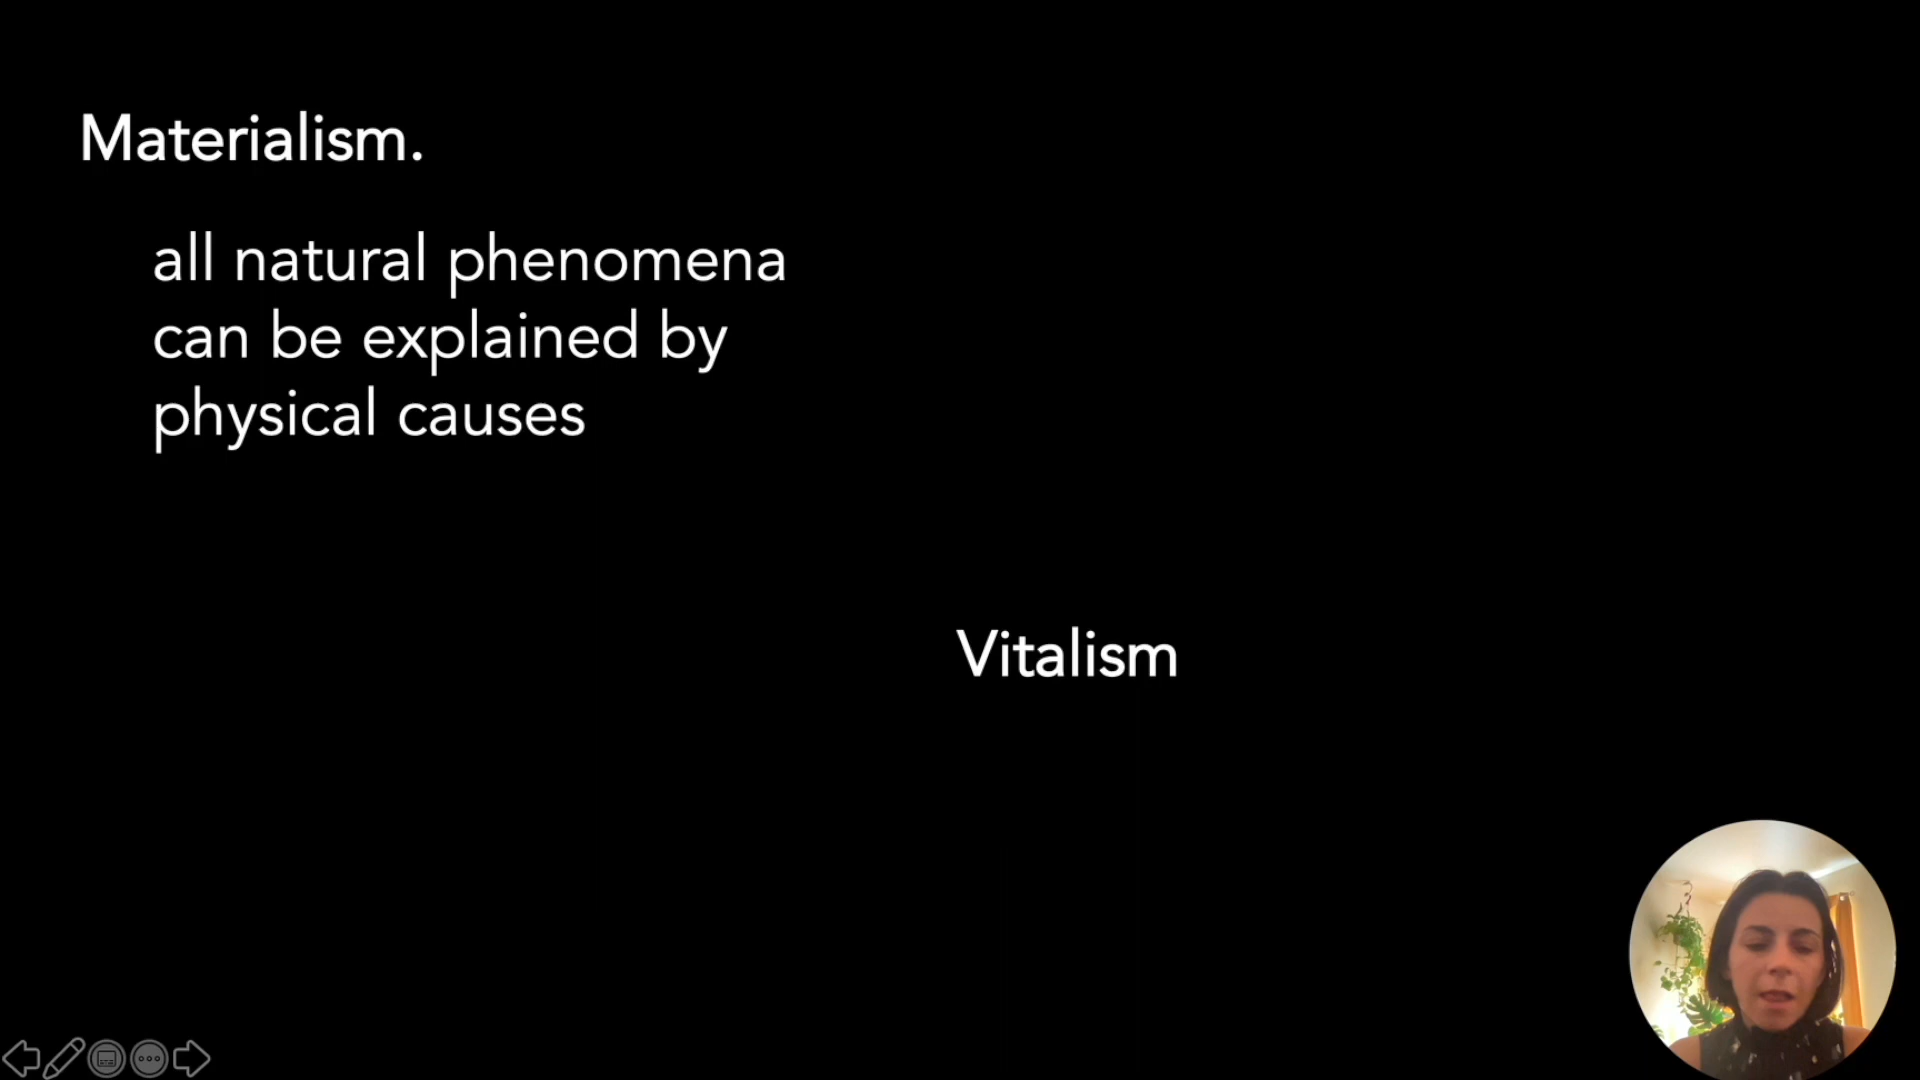 Materialism.
all natural phenomena
can be explained by
physical causes
Vitalism